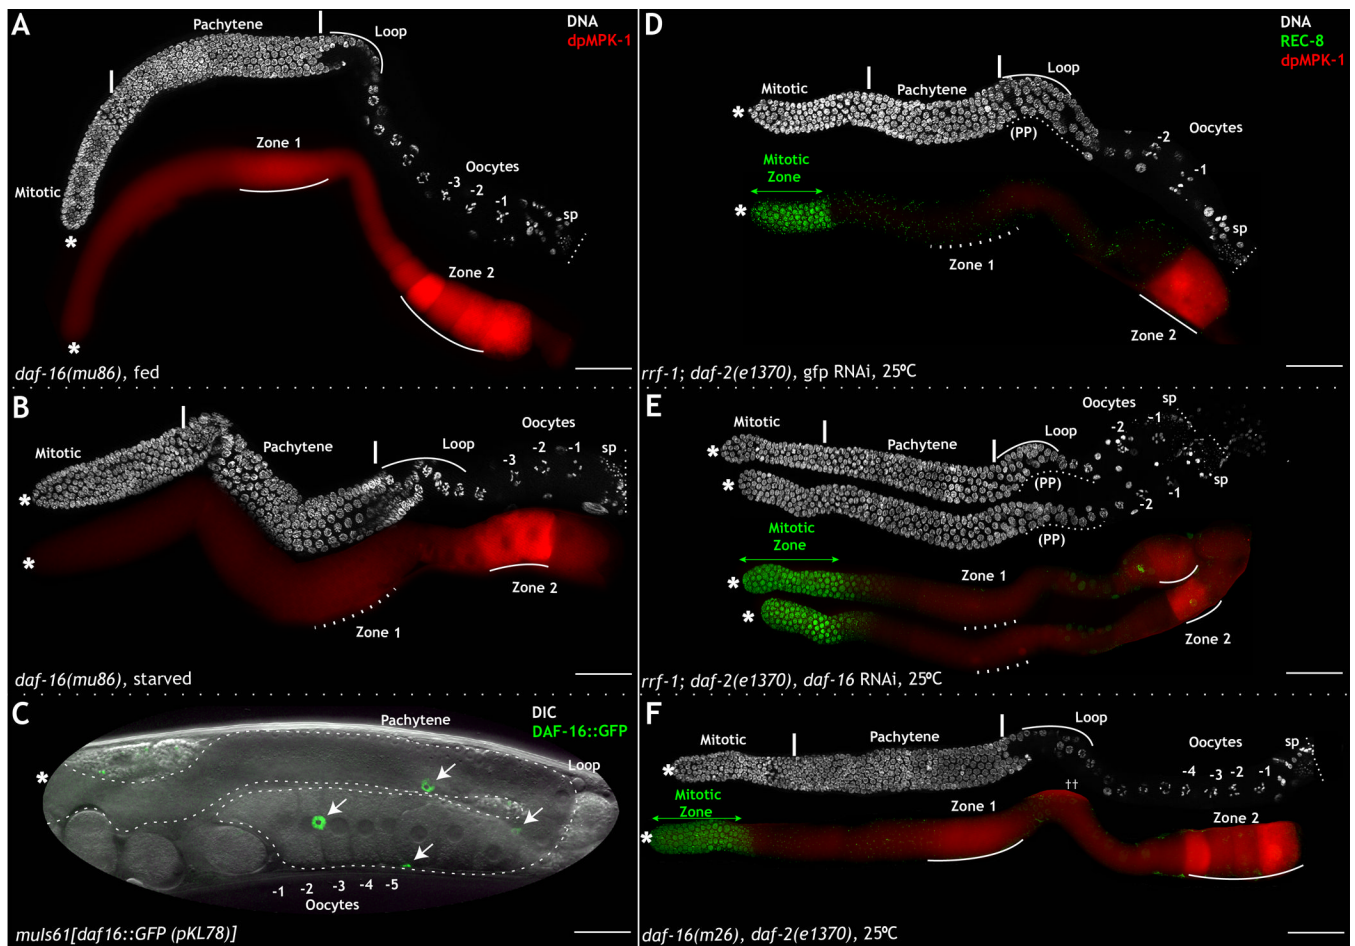 A
Pachytene
Loop
DNA
dpMPK-1
Zone 1
Mitotic
*
Oocytes
-3
-2
-1
sp
Zone 2
*
daf-16(mu86), fed
B
Mitotic
Pachytene
Loop
Oocytes
-3
-2
-1
sp
*
*
Zone 1
Zone 2
daf-16(mu86), starved
C
Pachytene
DIC
DAF-16::GFP
Loop
*
-1
-2
-3
-4
-5
Oocytes
muIs61[daf16::GFP (pKL78)]
D
DNA
REC-8
dpMPK-1
Mitotic
Pachytene
Loop
*
(PP)
Oocytes
-2
-1
sp
Mitotic
Zone
*
Zone 1
Zone 2
rrf-1; daf-2(e1370), gfp RNAi, 25ºC
E
Mitotic
Pachytene
Loop
Oocytes
-2
-1
sp
*
*
(PP)
(PP)
-2
-1
sp
Mitotic
Zone
*
*
Zone 1
Zone 2
rrf-1; daf-2(e1370), daf-16 RNAi, 25ºC
F
Mitotic
Pachytene
Loop
Oocytes
-4
-3
-2
-1
sp
*
††
Mitotic
Zone
*
Zone 1
Zone 2
daf-16(m26), daf-2(e1370), 25ºC